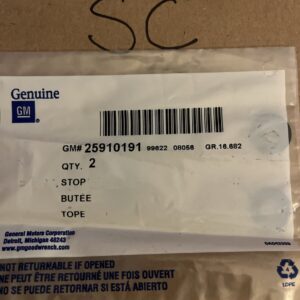 SC
Genuine
GM
GM# 25910191 99822 08056 GR.16.682
QTY. 2
STOP
BUTEE
TOPE
General Motors Corporation
Detroit, Michigan 48243
www.gmgoodwrench.com
NOT RETURNABLE IF OPENED
NE PEUT ÊTRE RETOURNÉ UNE FOIS OUVERT
NO SE PUEDE RETORNAR SI ESTÁ ABIERTO
LDPE